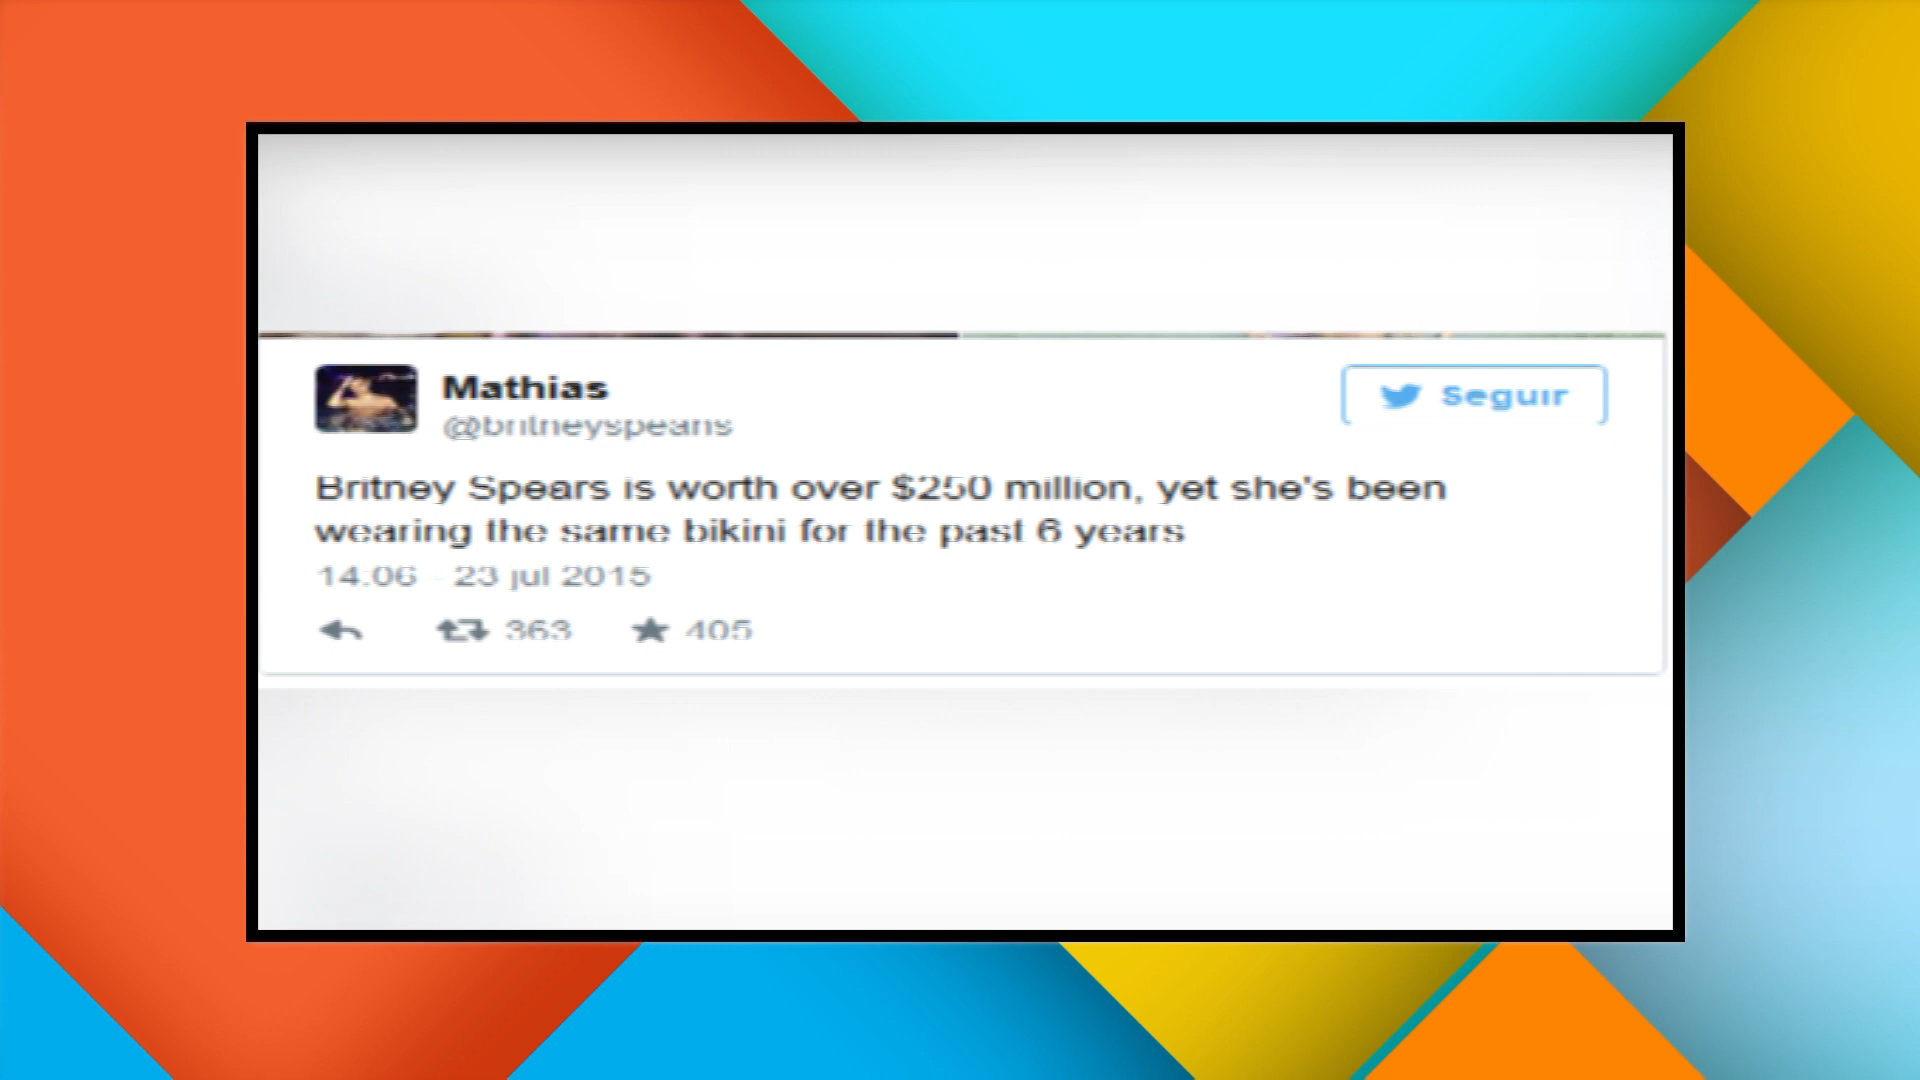 Mathias
@britneyspeans
Seguir
Britney Spears is worth over $250 million, yet she's been
wearing the same bikini for the past 6 years
14:06 - 23 jul 2015
363 405